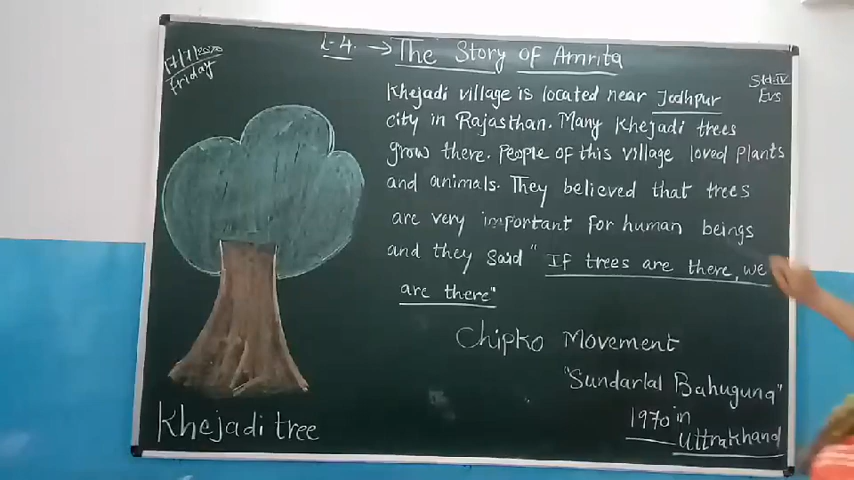 17/7/2020
Friday
L-4. → The Story of Amrita
Std:-IV
Evs
Khejadi village is located near Jodhpur
city in Rajasthan. Many Khejadi trees
grow there. People of this village loved Plants
and animals. They believed that trees
are very important for human beings
and they said "If trees are there, we
are there"
Chipko Movement
"Sundarlal Bahuguna"
1970 in
Uttrakhand
Khejadi tree